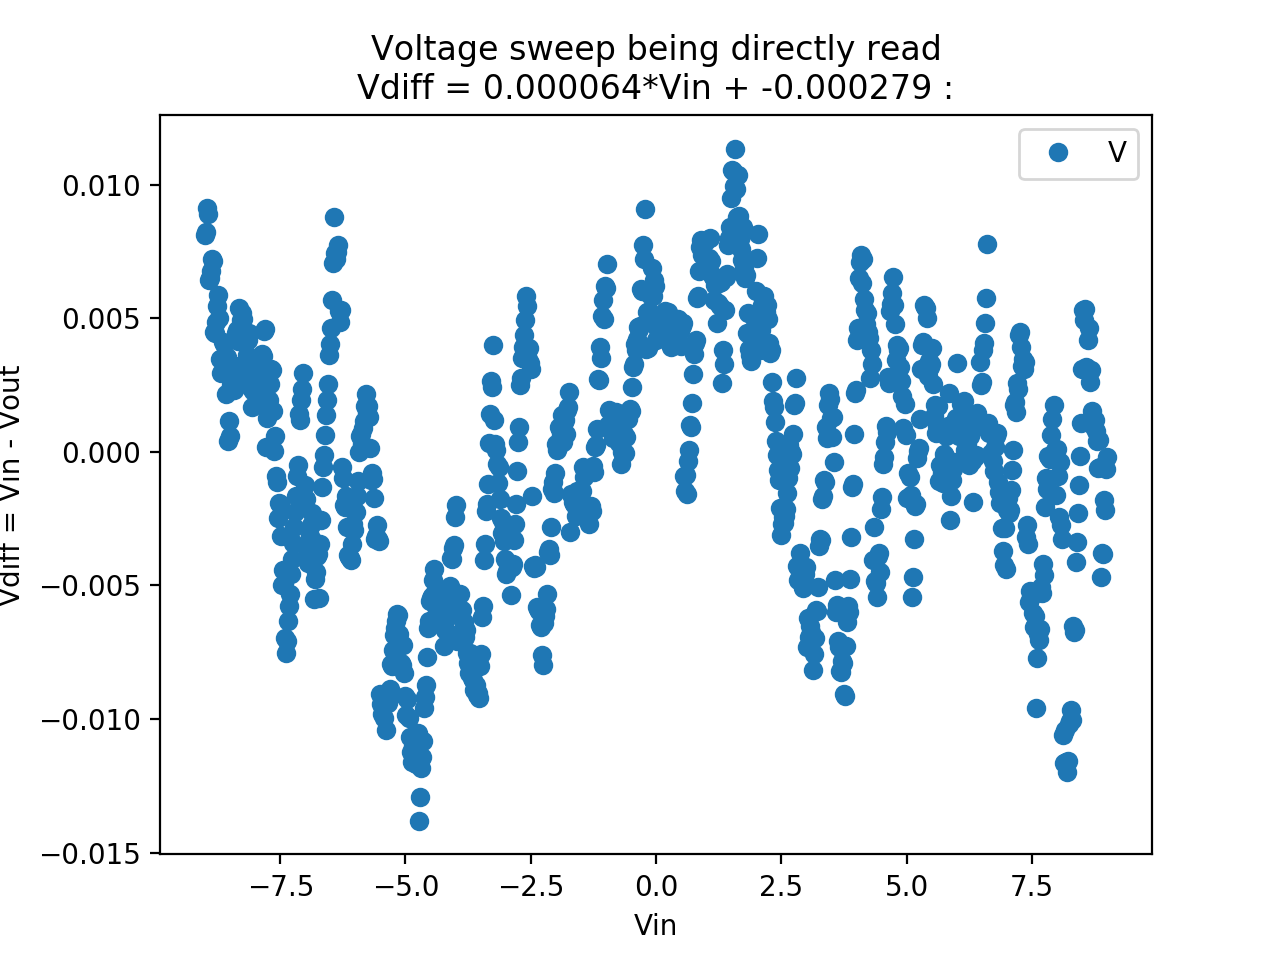 Voltage sweep being directly read
Vdiff = 0.000064*Vin + -0.000279 :
V
0.010
0.005
0.000
−0.005
−0.010
−0.015
Vdiff = Vin - Vout
−7.5
−5.0
−2.5
0.0
2.5
5.0
7.5
Vin